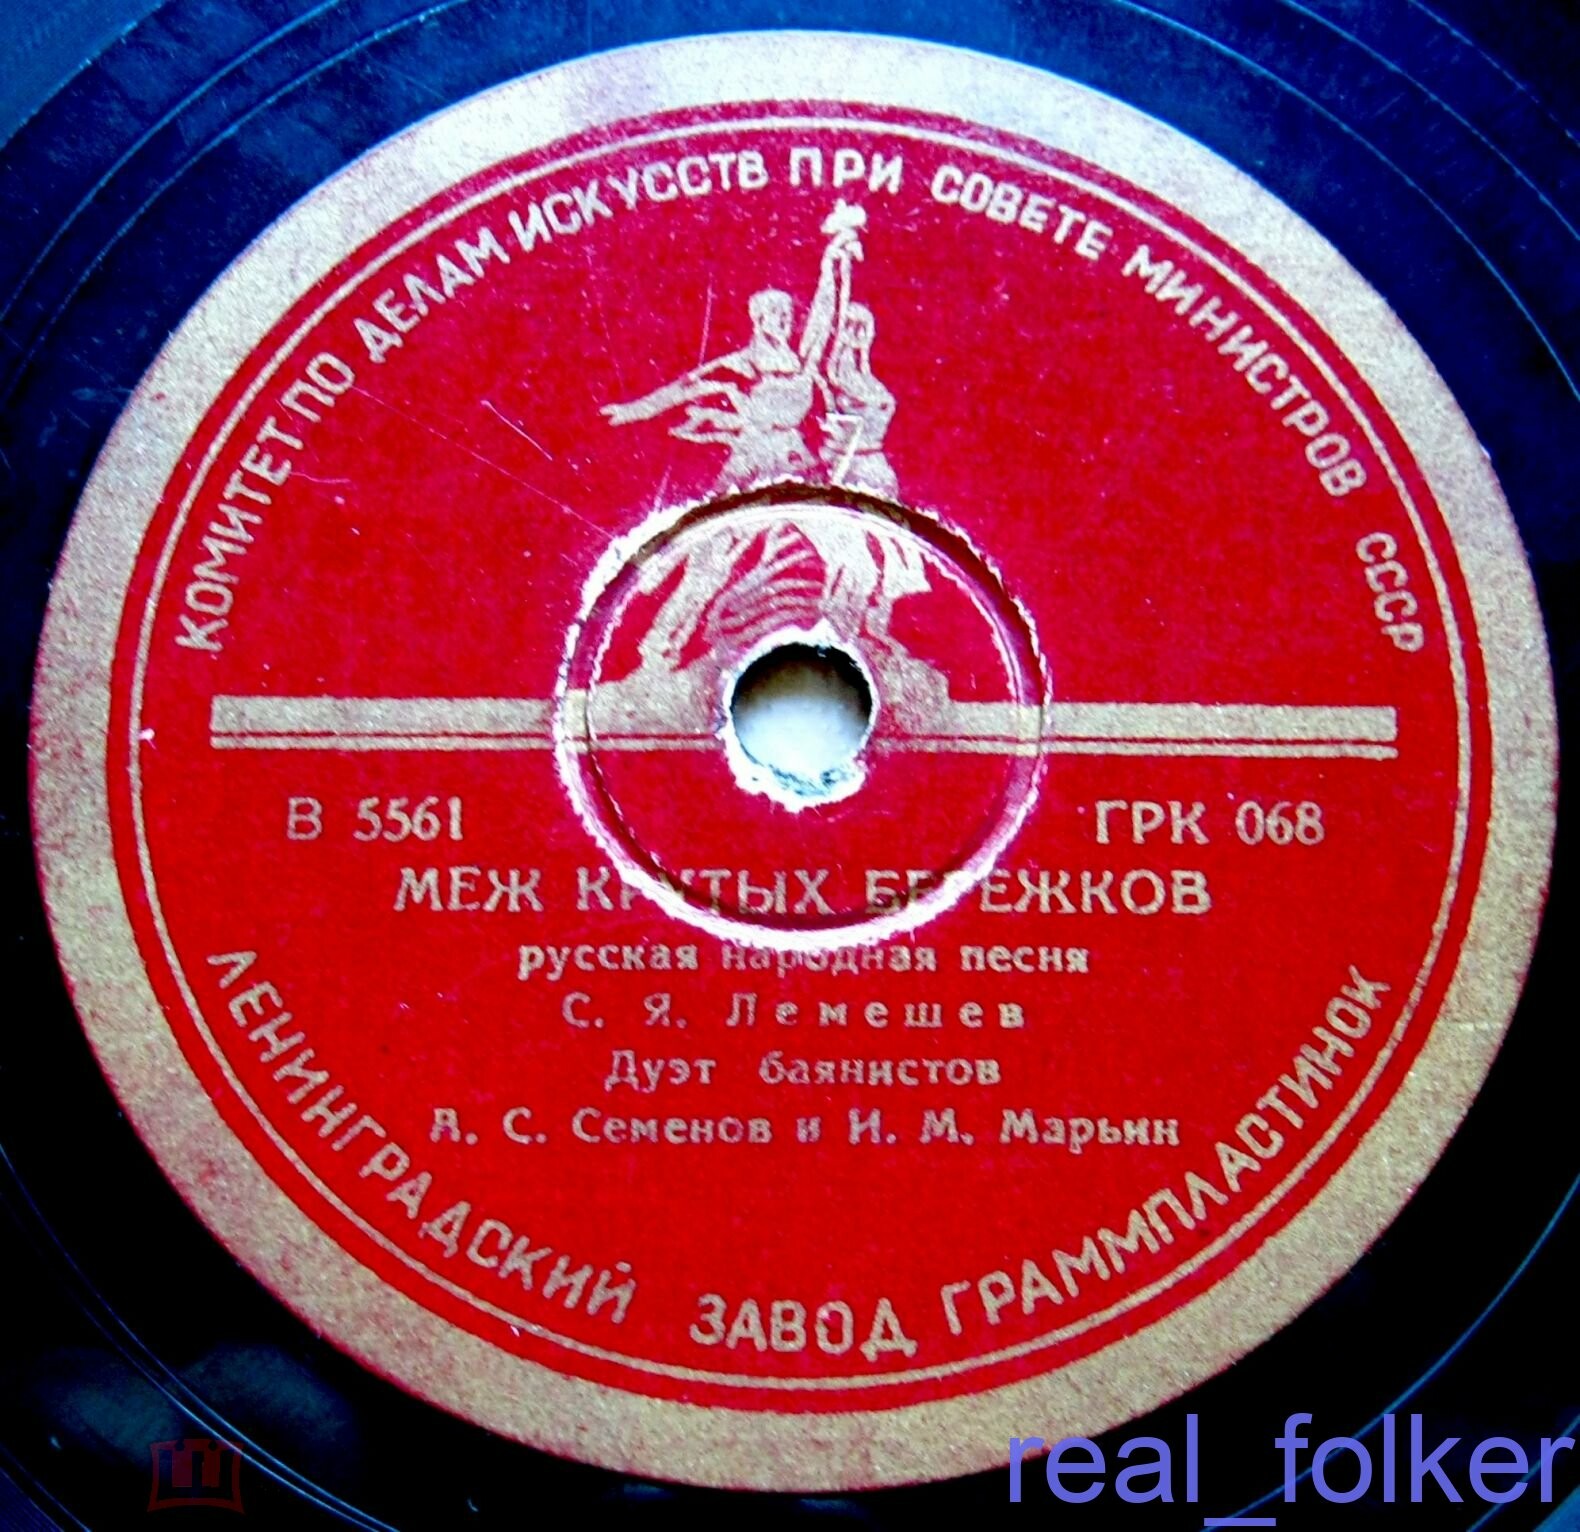 КОМИТЕТ ПО ДЕЛАМ ИСКУССТВ ПРИ СОВЕТЕ МИНИСТРОВ СССР
В 5561
ГРК 068
МЕЖ КРУТЫХ БЕРЕЖКОВ
русская народная песня
С. Я. Лемешев
Дуэт баянистов
А. С. Семенов и И. М. Марьин
ЛЕНИНГРАДСКИЙ ЗАВОД ГРАММПЛАСТИНОК
real_folker